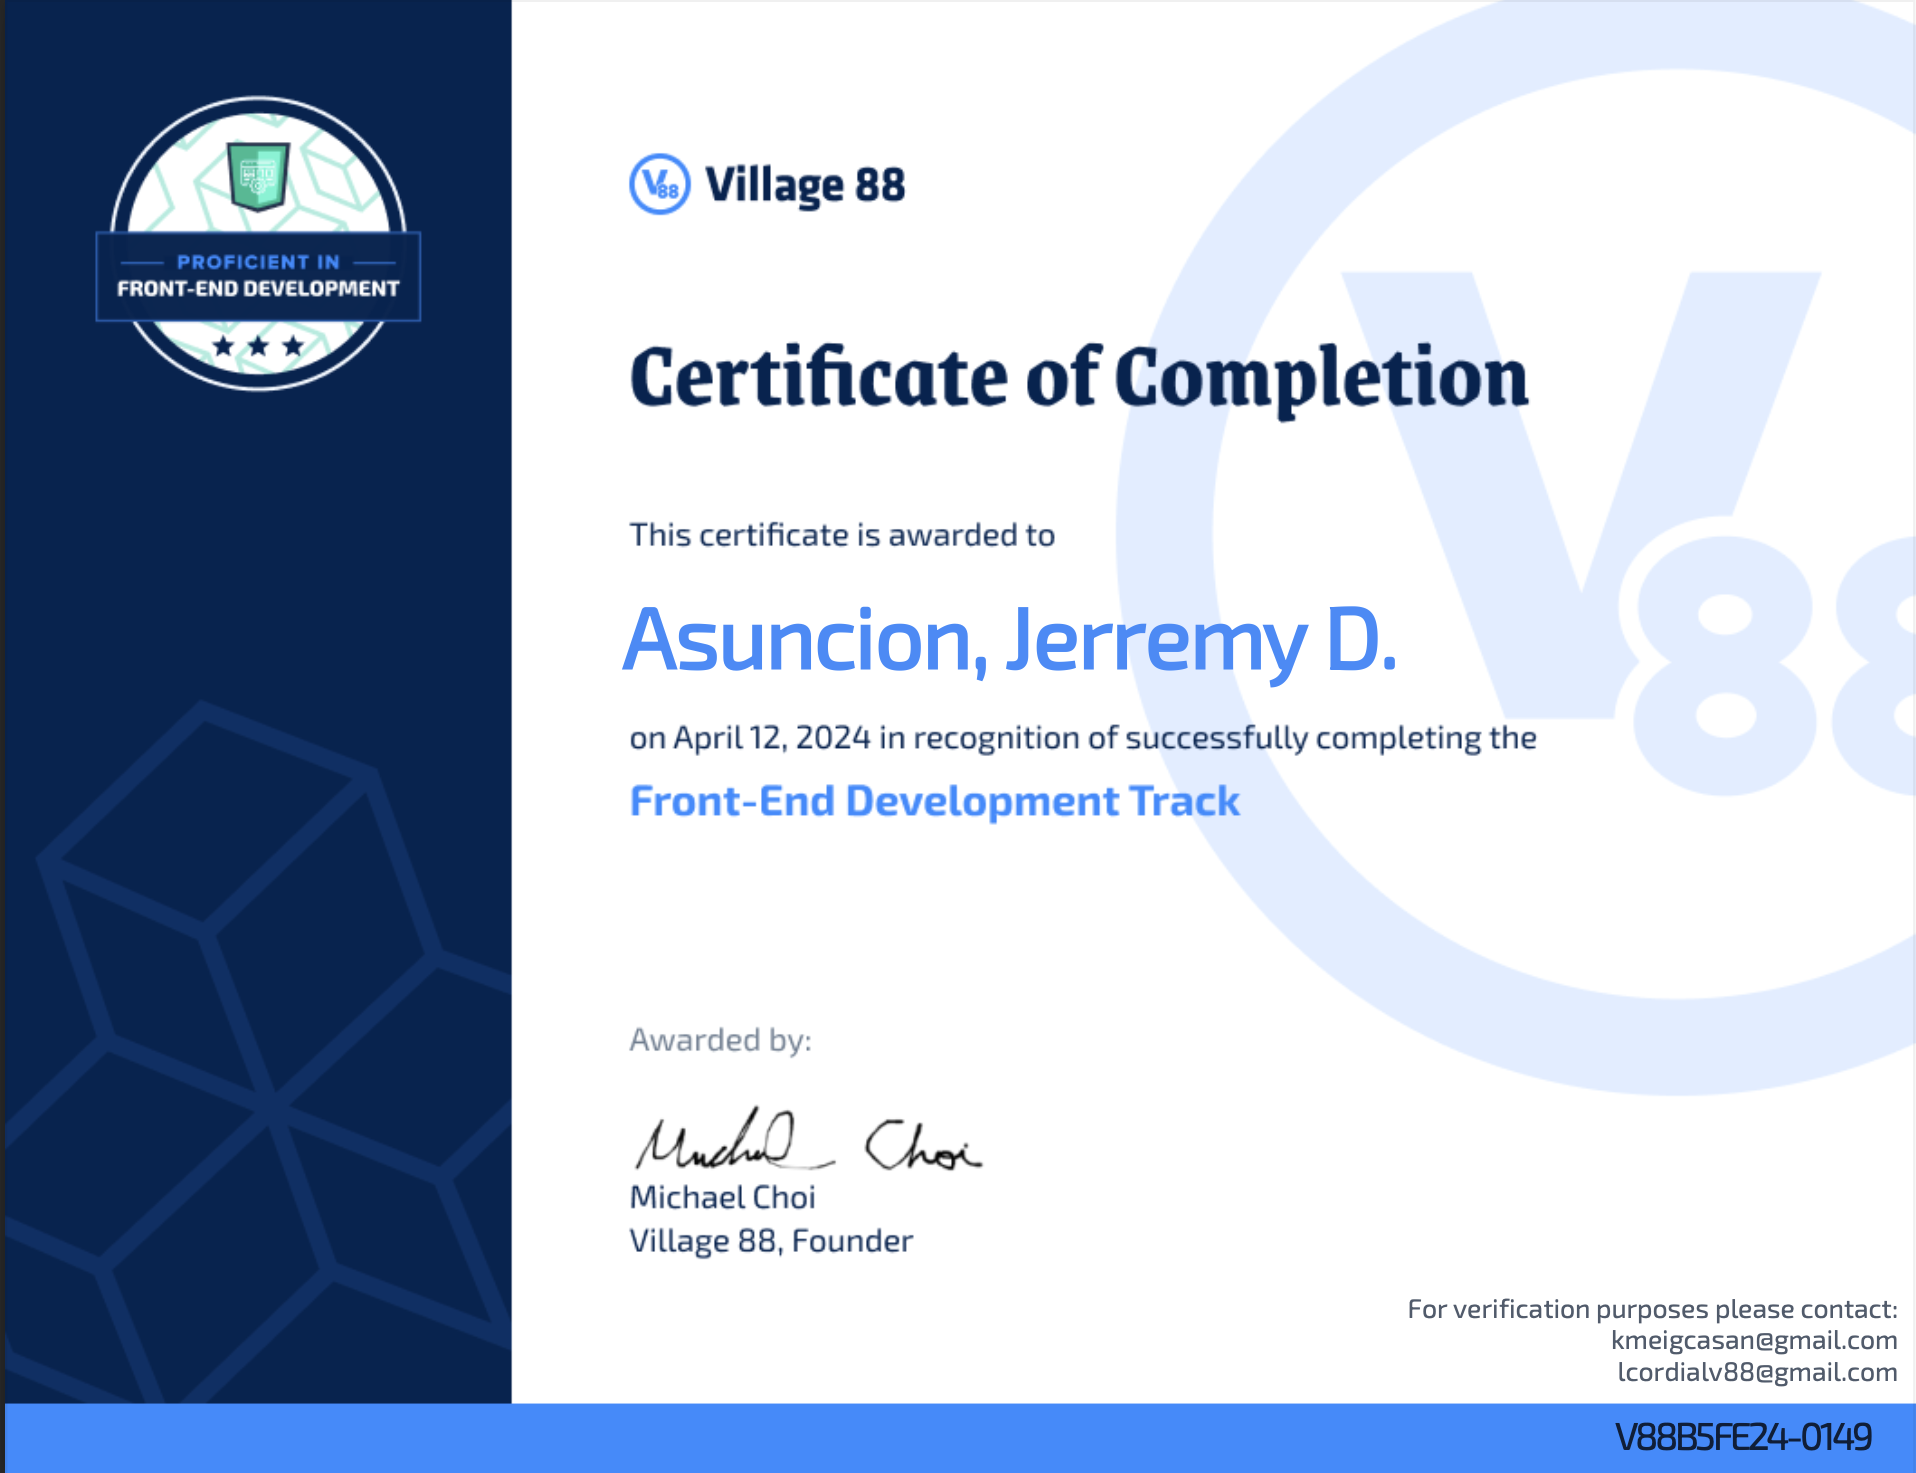 PROFICIENT IN
FRONT-END DEVELOPMENT
V88 Village 88
Certificate of Completion
This certificate is awarded to
Asuncion, Jerremy D.
on April 12, 2024 in recognition of successfully completing the
Front-End Development Track
Awarded by:
Michael Choi
Michael Choi
Village 88, Founder
For verification purposes please contact:
kmeigcasan@gmail.com
lcordialv88@gmail.com
V88B5FE24-0149
V88